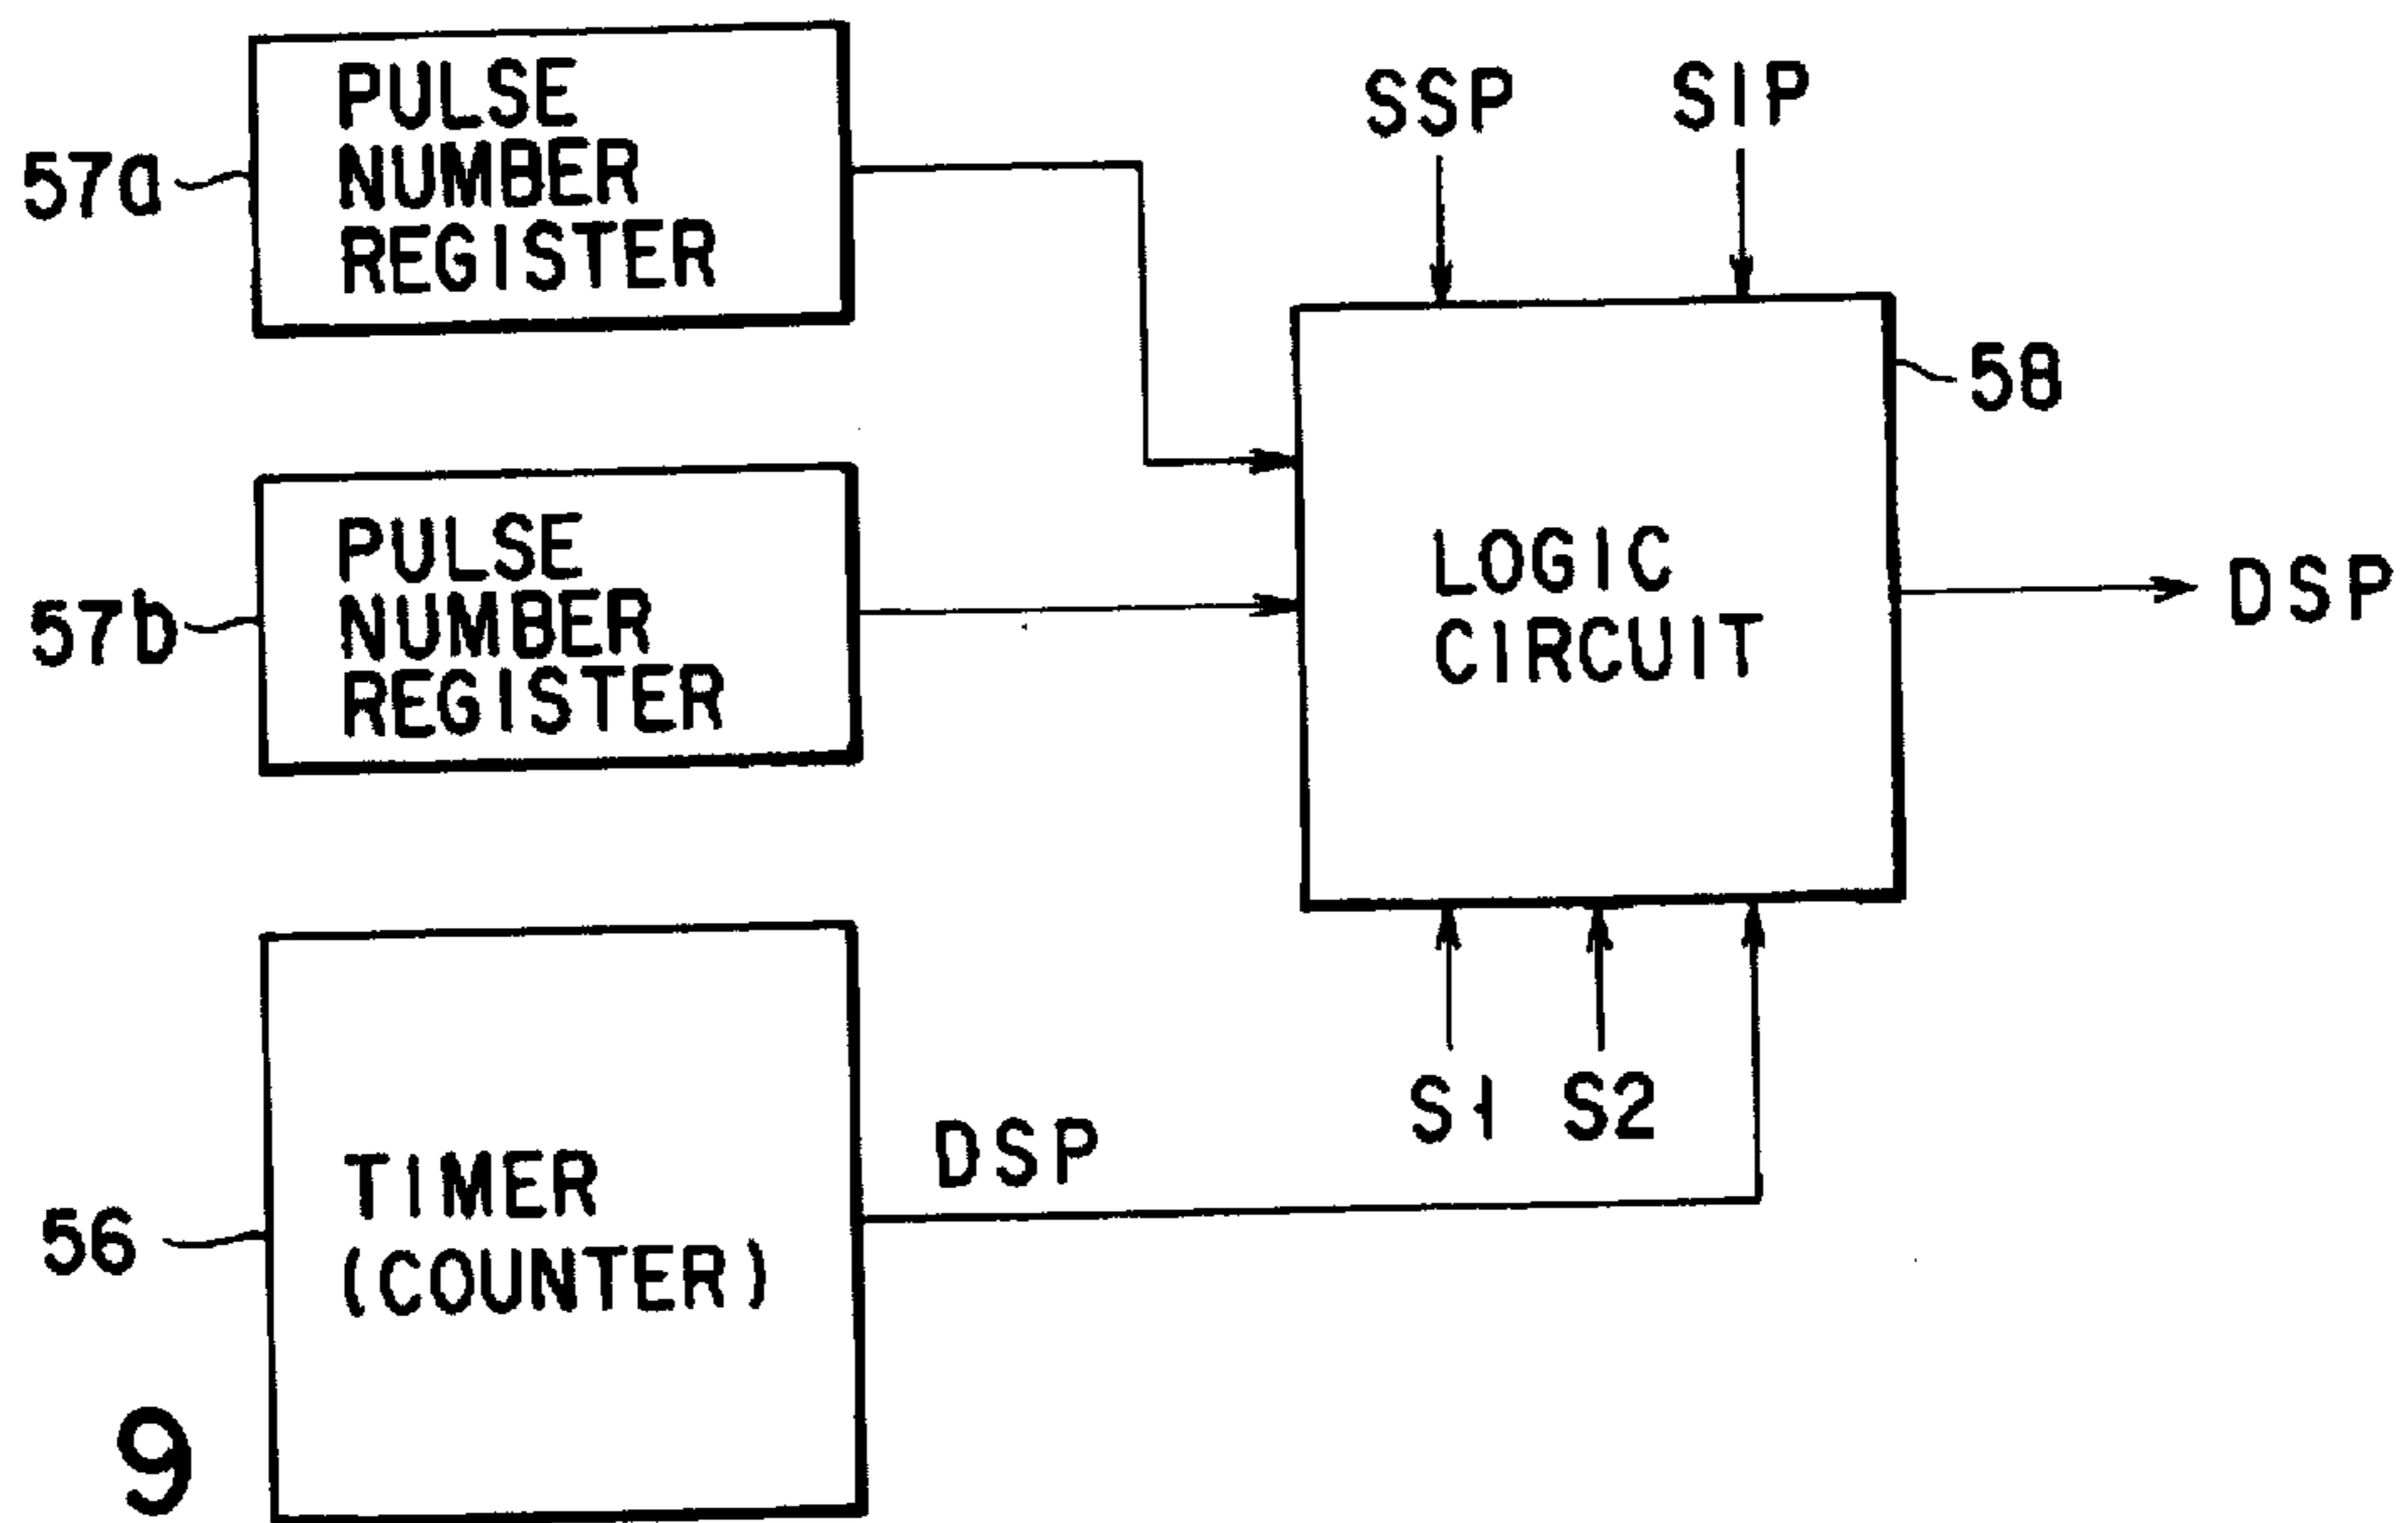 PULSE
NUMBER
REGISTER
57a
SSP
SIP
58
PULSE
NUMBER
REGISTER
57b
LOGIC
CIRCUIT
DSP
S1
S2
DSP
TIMER
(COUNTER)
56
9